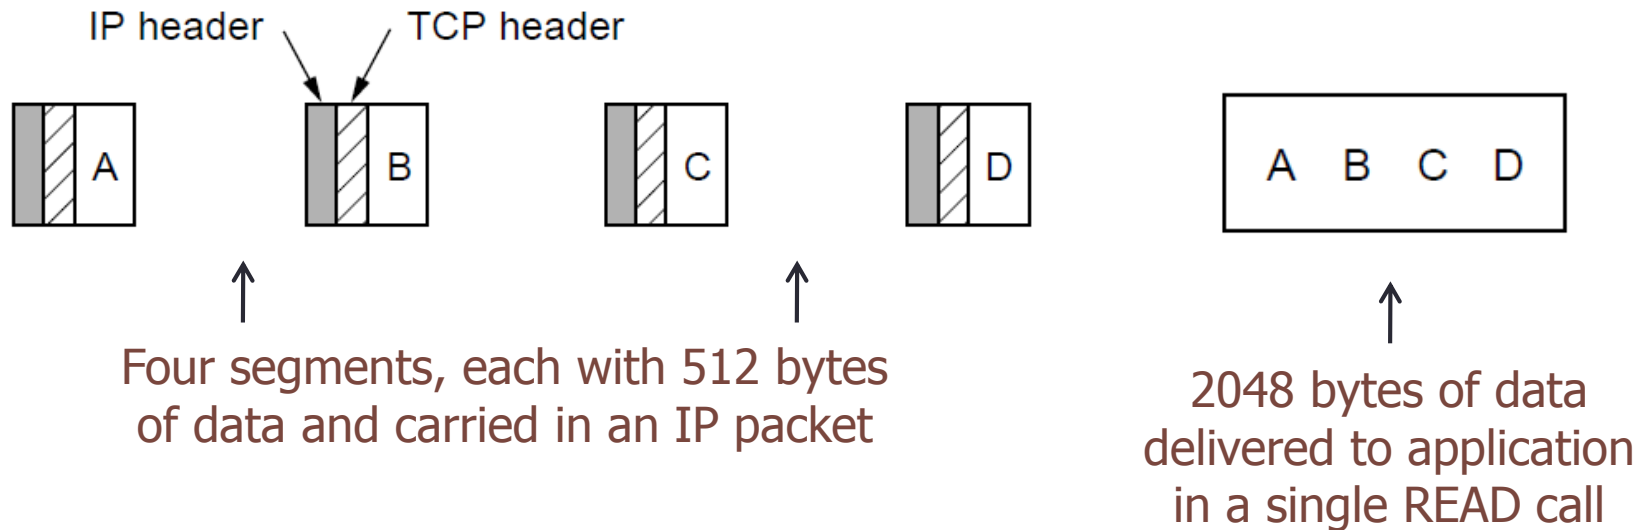 IP header
TCP header
A
B
C
D
A B C D
Four segments, each with 512 bytes
of data and carried in an IP packet
2048 bytes of data
delivered to application
in a single READ call